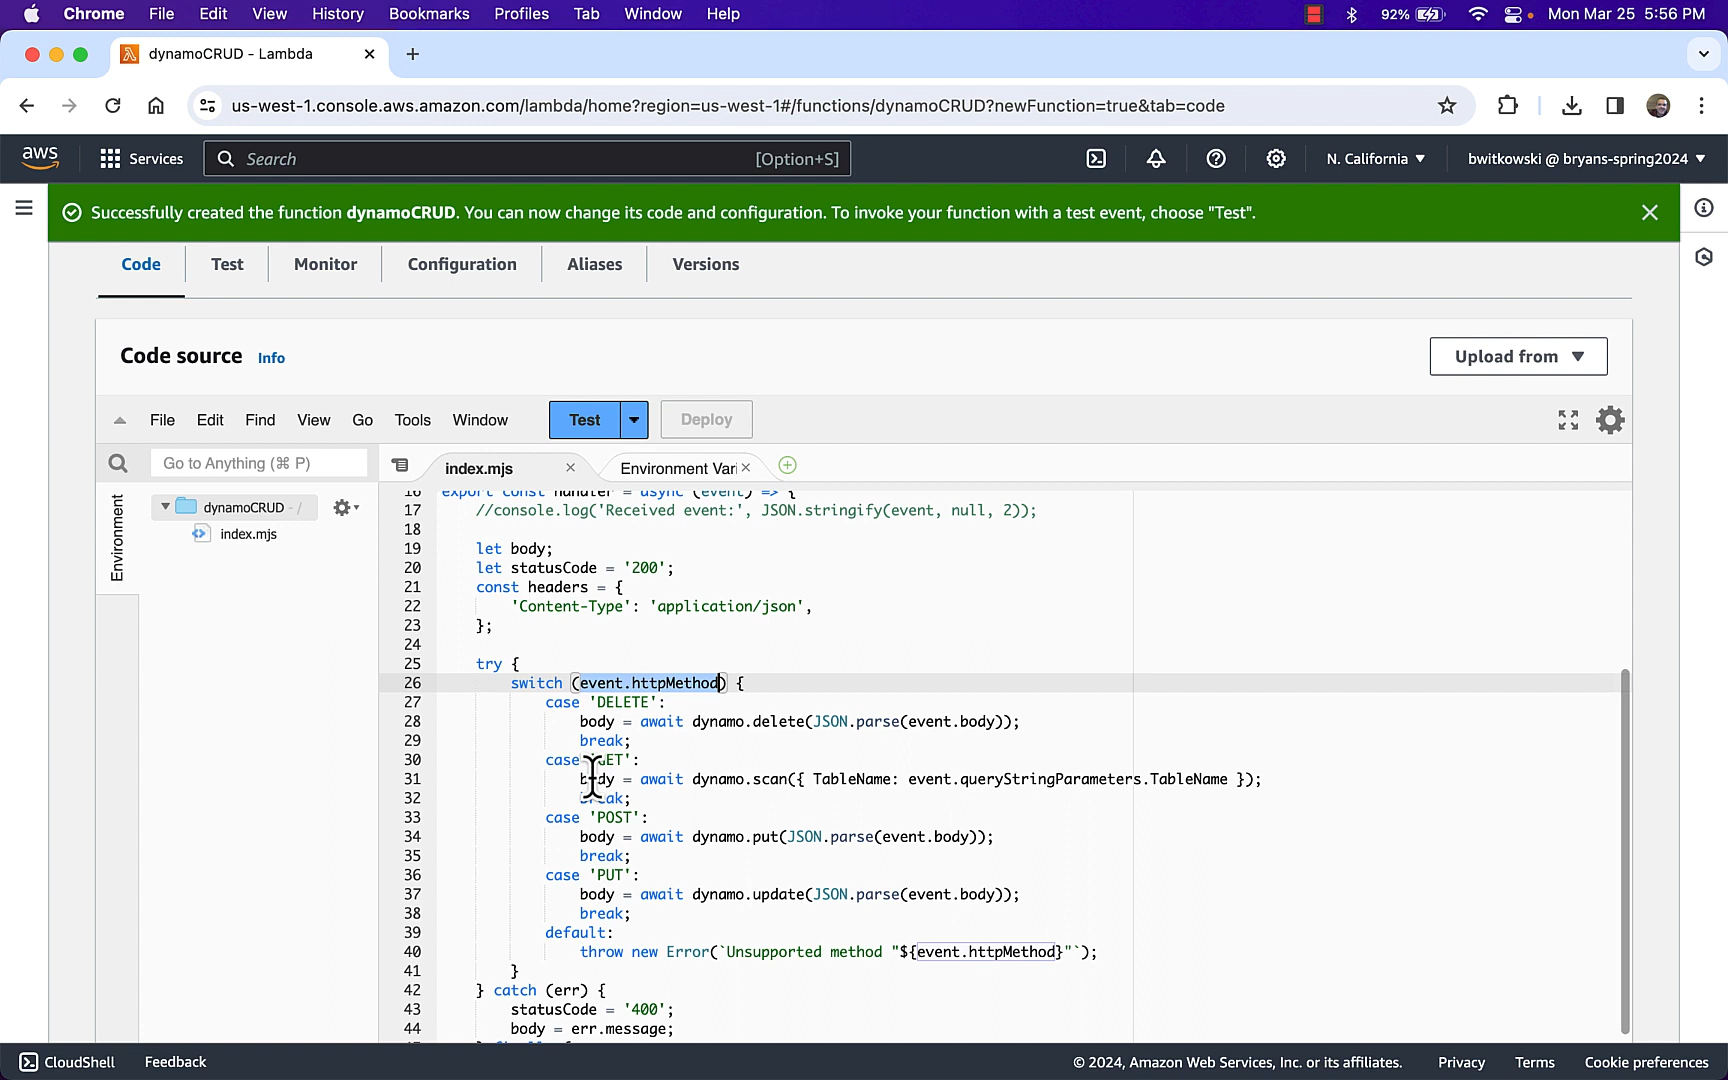 Chrome File Edit View History Bookmarks Profiles Tab Window Help 92% Mon Mar 25 5:56 PM
dynamoCRUD - Lambda
us-west-1.console.aws.amazon.com/lambda/home?region=us-west-1#/functions/dynamoCRUD?newFunction=true&tab=code
aws Services Search [Option+S] N. California ▼ bwitkowski @ bryans-spring2024 ▼
Successfully created the function dynamoCRUD. You can now change its code and configuration. To invoke your function with a test event, choose "Test".
Code Test Monitor Configuration Aliases Versions
Code source Info Upload from ▼
File Edit Find View Go Tools Window Test Deploy
Go to Anything (⌘ P) index.mjs Environment Vari
dynamoCRUD - /
index.mjs
Environment
16 export const handler = async (event) => {
17 //console.log('Received event:', JSON.stringify(event, null, 2));
18
19 let body;
20 let statusCode = '200';
21 const headers = {
22 'Content-Type': 'application/json',
23 };
24
25 try {
26 switch (event.httpMethod) {
27 case 'DELETE':
28 body = await dynamo.delete(JSON.parse(event.body));
29 break;
30 case 'GET':
31 body = await dynamo.scan({ TableName: event.queryStringParameters.TableName });
32 break;
33 case 'POST':
34 body = await dynamo.put(JSON.parse(event.body));
35 break;
36 case 'PUT':
37 body = await dynamo.update(JSON.parse(event.body));
38 break;
39 default:
40 throw new Error(`Unsupported method "${event.httpMethod}"`);
41 }
42 } catch (err) {
43 statusCode = '400';
44 body = err.message;
CloudShell Feedback © 2024, Amazon Web Services, Inc. or its affiliates. Privacy Terms Cookie preferences